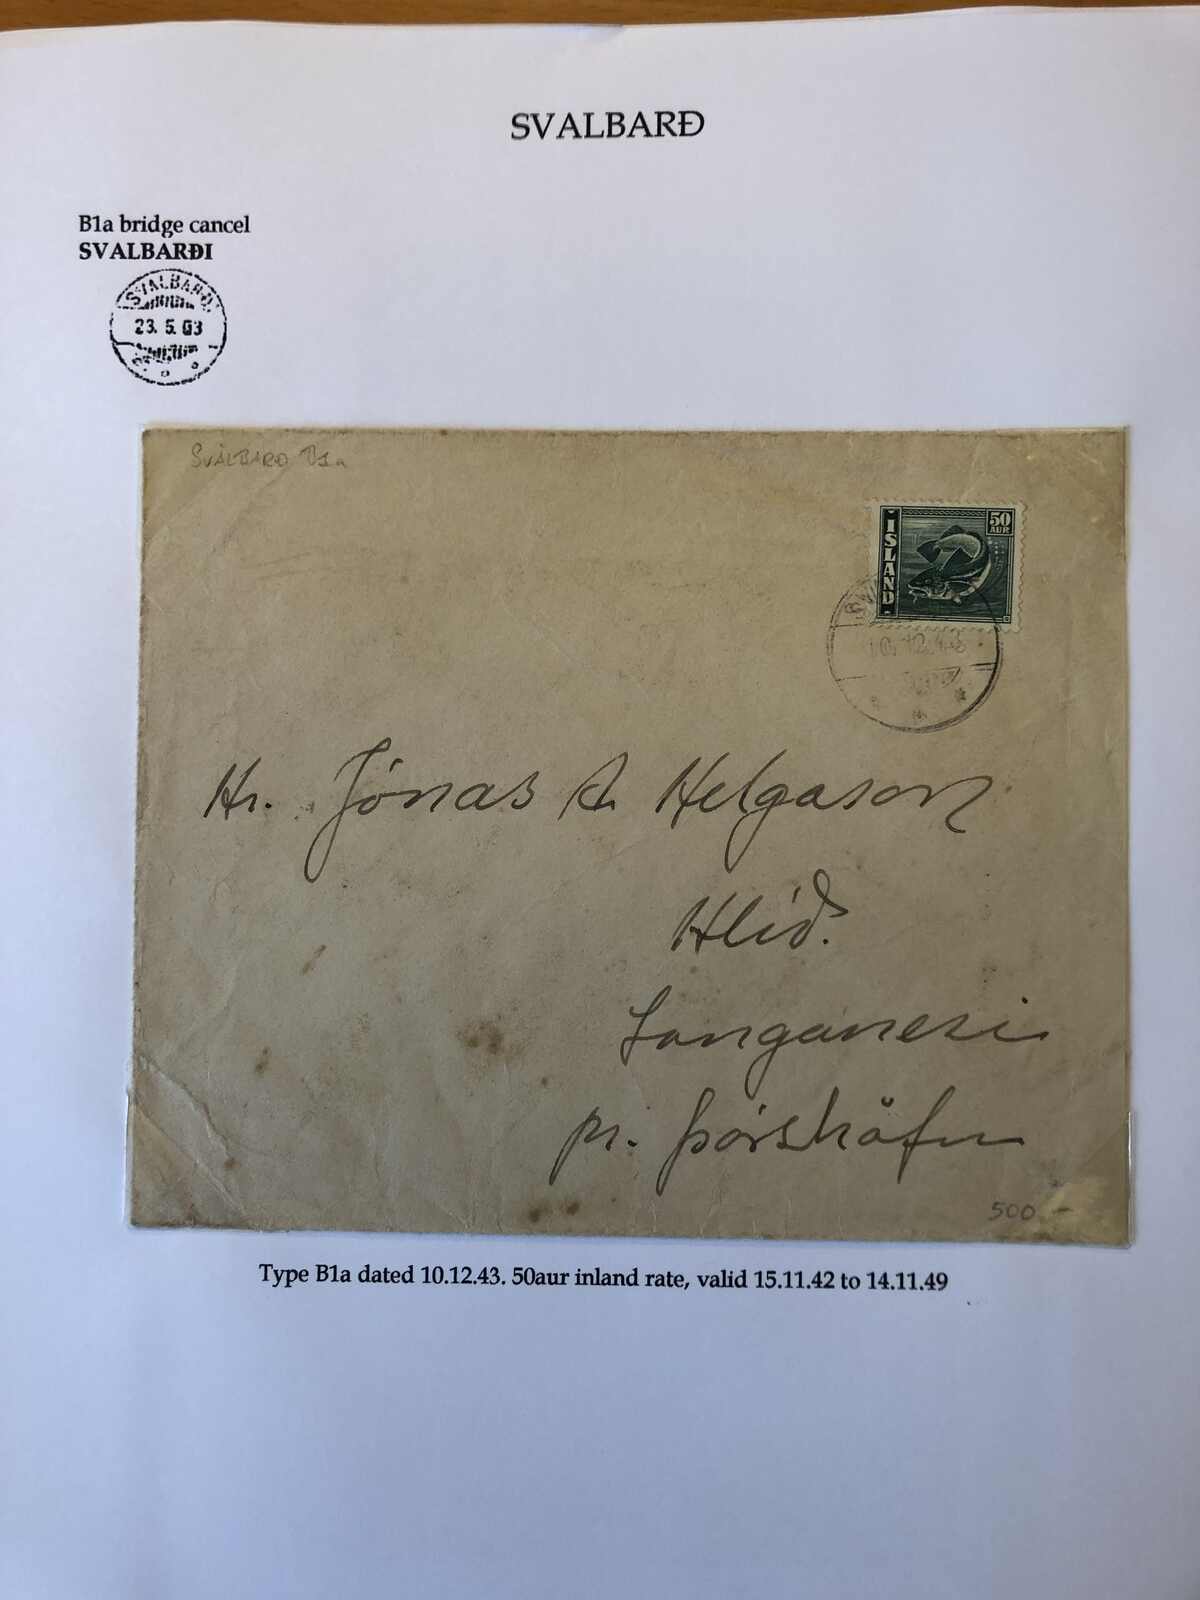 SVALBARÐ
B1a bridge cancel
SVALBARÐI
SVALBARÐI
23. 5. 03
SVALBARÐ B1a
50
AUR
ÍSLAND
10.12.43
Hr. Jónas A. Helgason
Hlíð.
Langanesi
pr. Þórshöfn
500 -
Type B1a dated 10.12.43. 50aur inland rate, valid 15.11.42 to 14.11.49